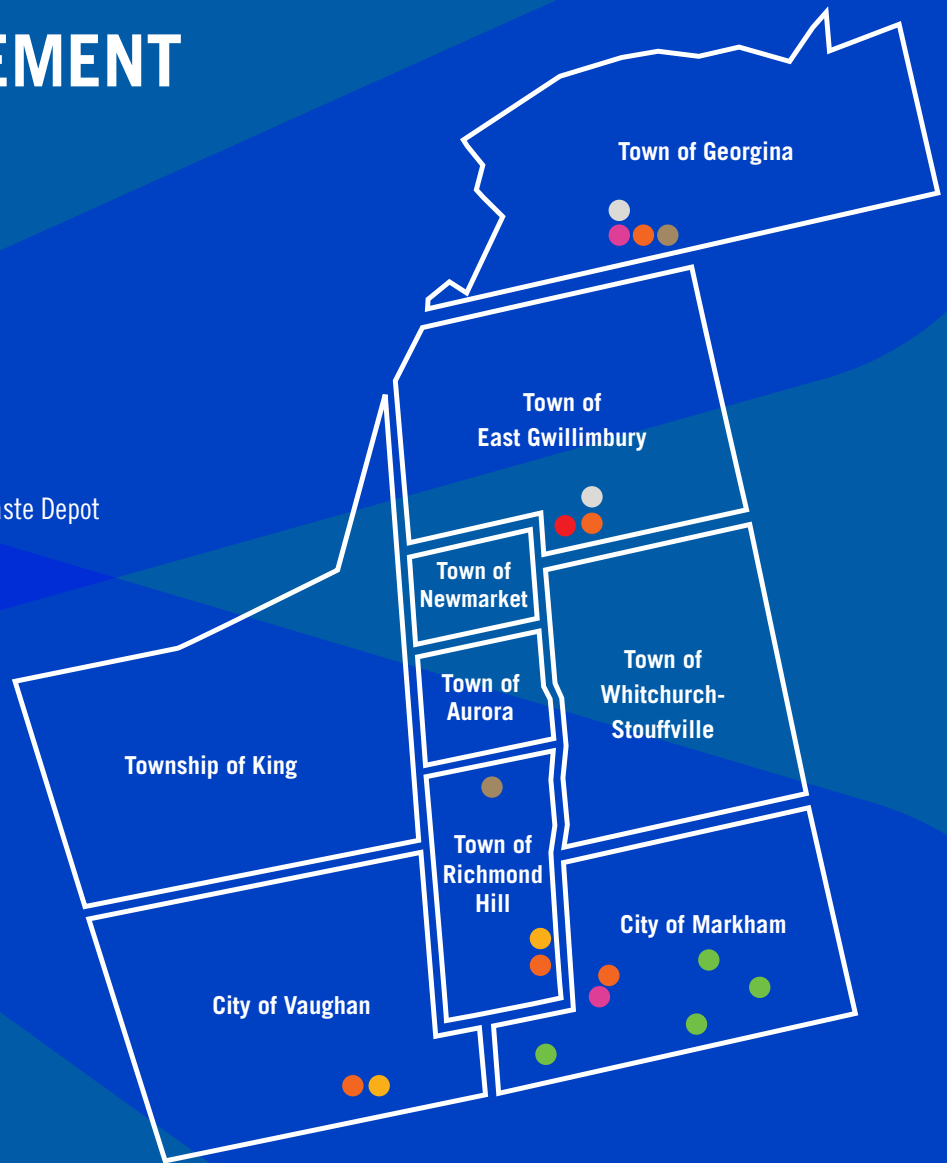 EMENT
Town of Georgina
Town of
East Gwillimbury
ste Depot
Town of
Newmarket
Town of
Whitchurch-
Stouffville
Town of
Aurora
Township of King
Town of
Richmond
Hill
City of Markham
City of Vaughan